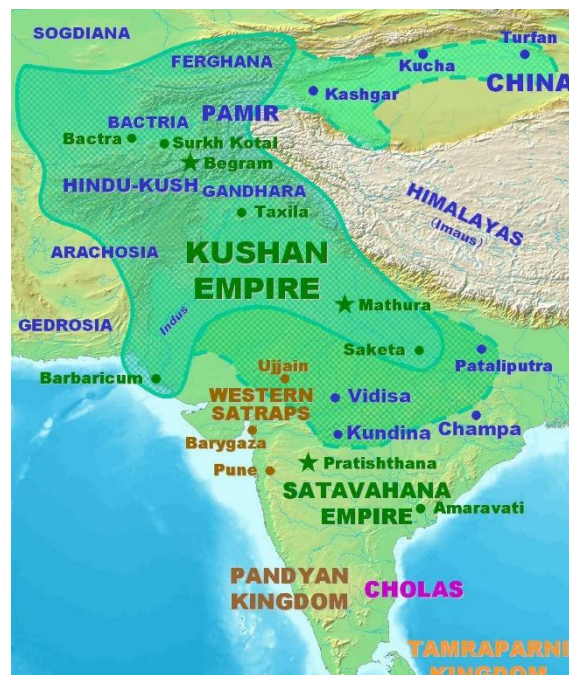 SOGDIANA
Turfan
FERGHANA
Kucha
CHINA
Kashgar
PAMIR
BACTRIA
Bactra
Surkh Kotal
Begram
HINDU-KUSH
GANDHARA
HIMALAYAS
(Imaus)
Taxila
ARACHOSIA
KUSHAN
EMPIRE
Indus
Mathura
GEDROSIA
Saketa
Pataliputra
Ujjain
Barbaricum
WESTERN
SATRAPS
Vidisa
Champa
Barygaza
Kundina
Pune
Pratishthana
SATAVAHANA
EMPIRE
Amaravati
PANDYAN
KINGDOM
CHOLAS
TAMRAPARNI
KINGDOM